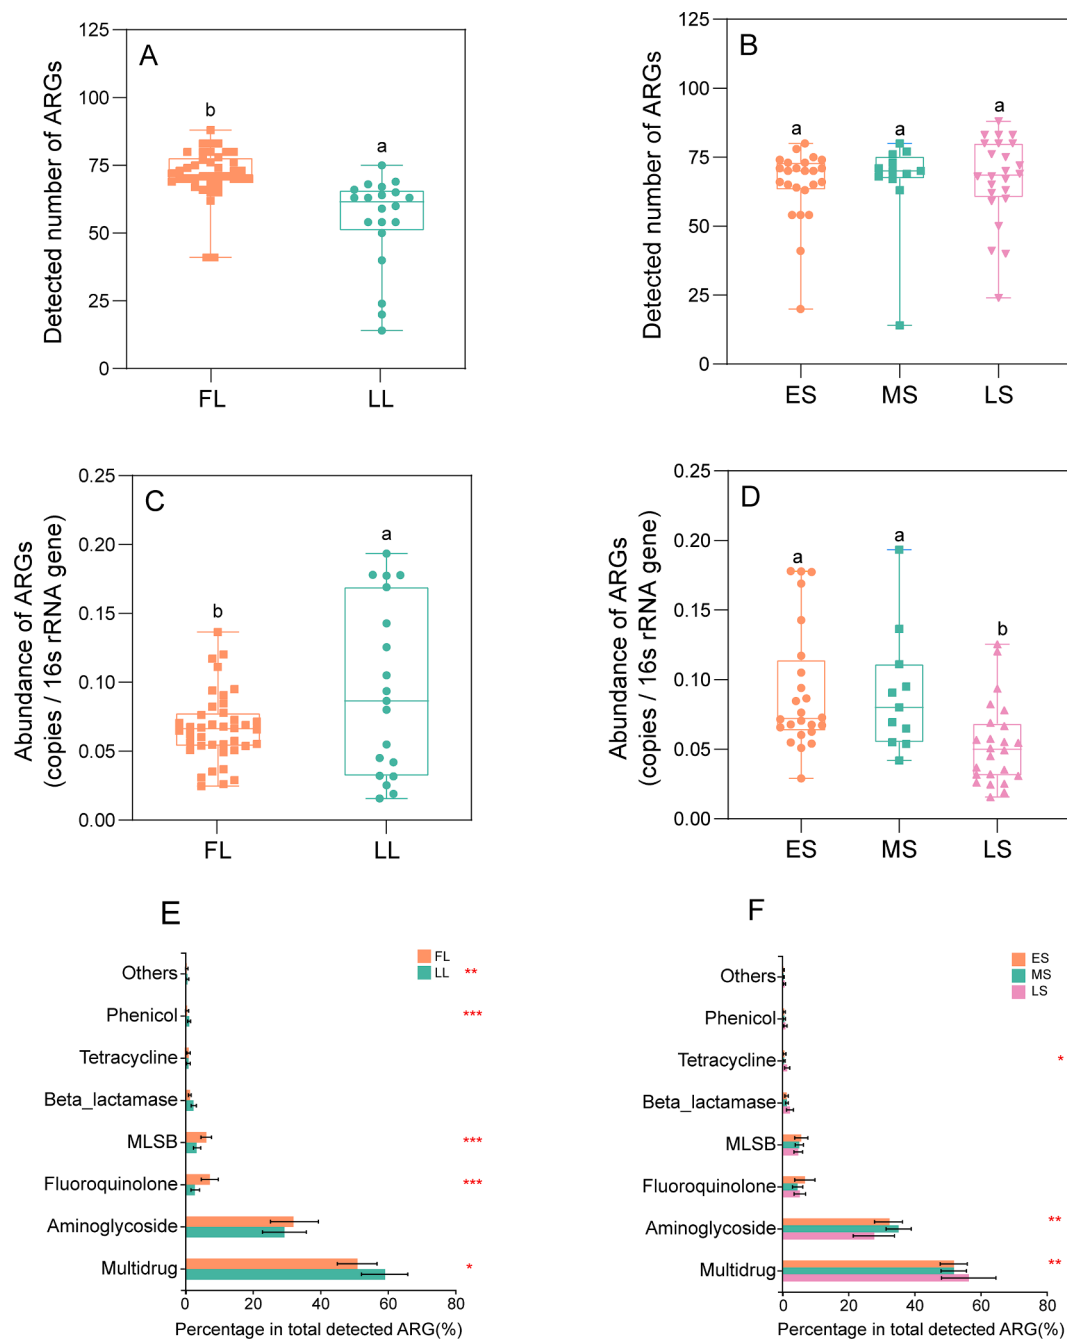 A
Detected number of ARGs
125
100
75
50
25
0
b
a
FL
LL
B
Detected number of ARGs
125
100
75
50
25
0
a
a
a
ES
MS
LS
C
Abundance of ARGs
(copies / 16s rRNA gene)
0.25
0.20
0.15
0.10
0.05
0.00
b
a
FL
LL
D
Abundance of ARGs
(copies / 16s rRNA gene)
0.25
0.20
0.15
0.10
0.05
0.00
a
a
b
ES
MS
LS
E
FL
LL
Others **
Phenicol ***
Tetracycline
Beta_lactamase
MLSB ***
Fluoroquinolone ***
Aminoglycoside
Multidrug *
0 20 40 60 80
Percentage in total detected ARG(%)
F
ES
MS
LS
Others
Phenicol
Tetracycline *
Beta_lactamase
MLSB
Fluoroquinolone
Aminoglycoside **
Multidrug **
0 20 40 60 80
Percentage in total detected ARG(%)